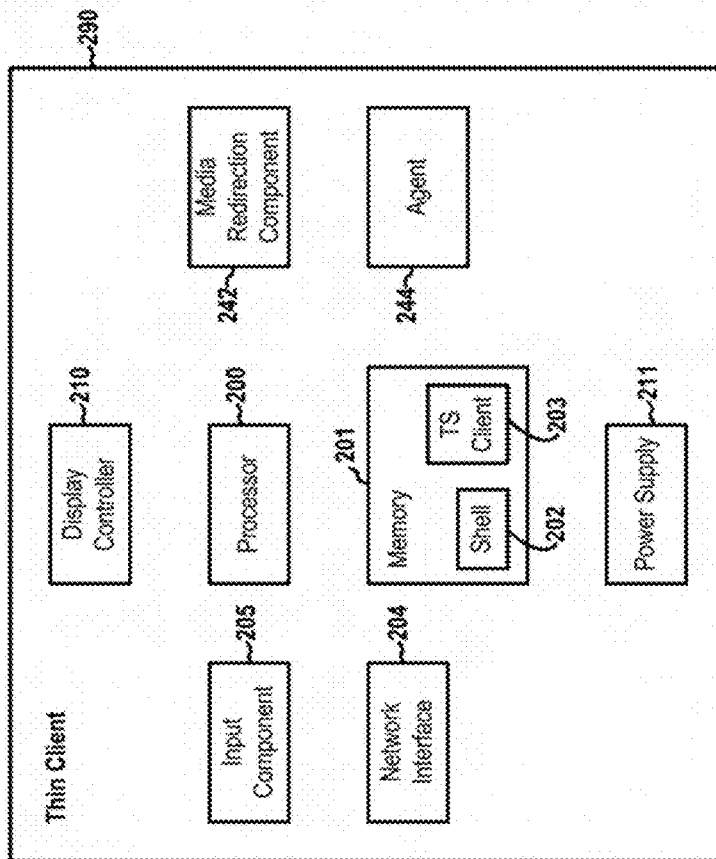 290
Thin Client
Display
Controller
210
Input
Component
205
Processor
200
Media
Redirection
Component
242
Network
Interface
204
Memory
201
Shell
202
TS
Client
203
Agent
244
Power Supply
211